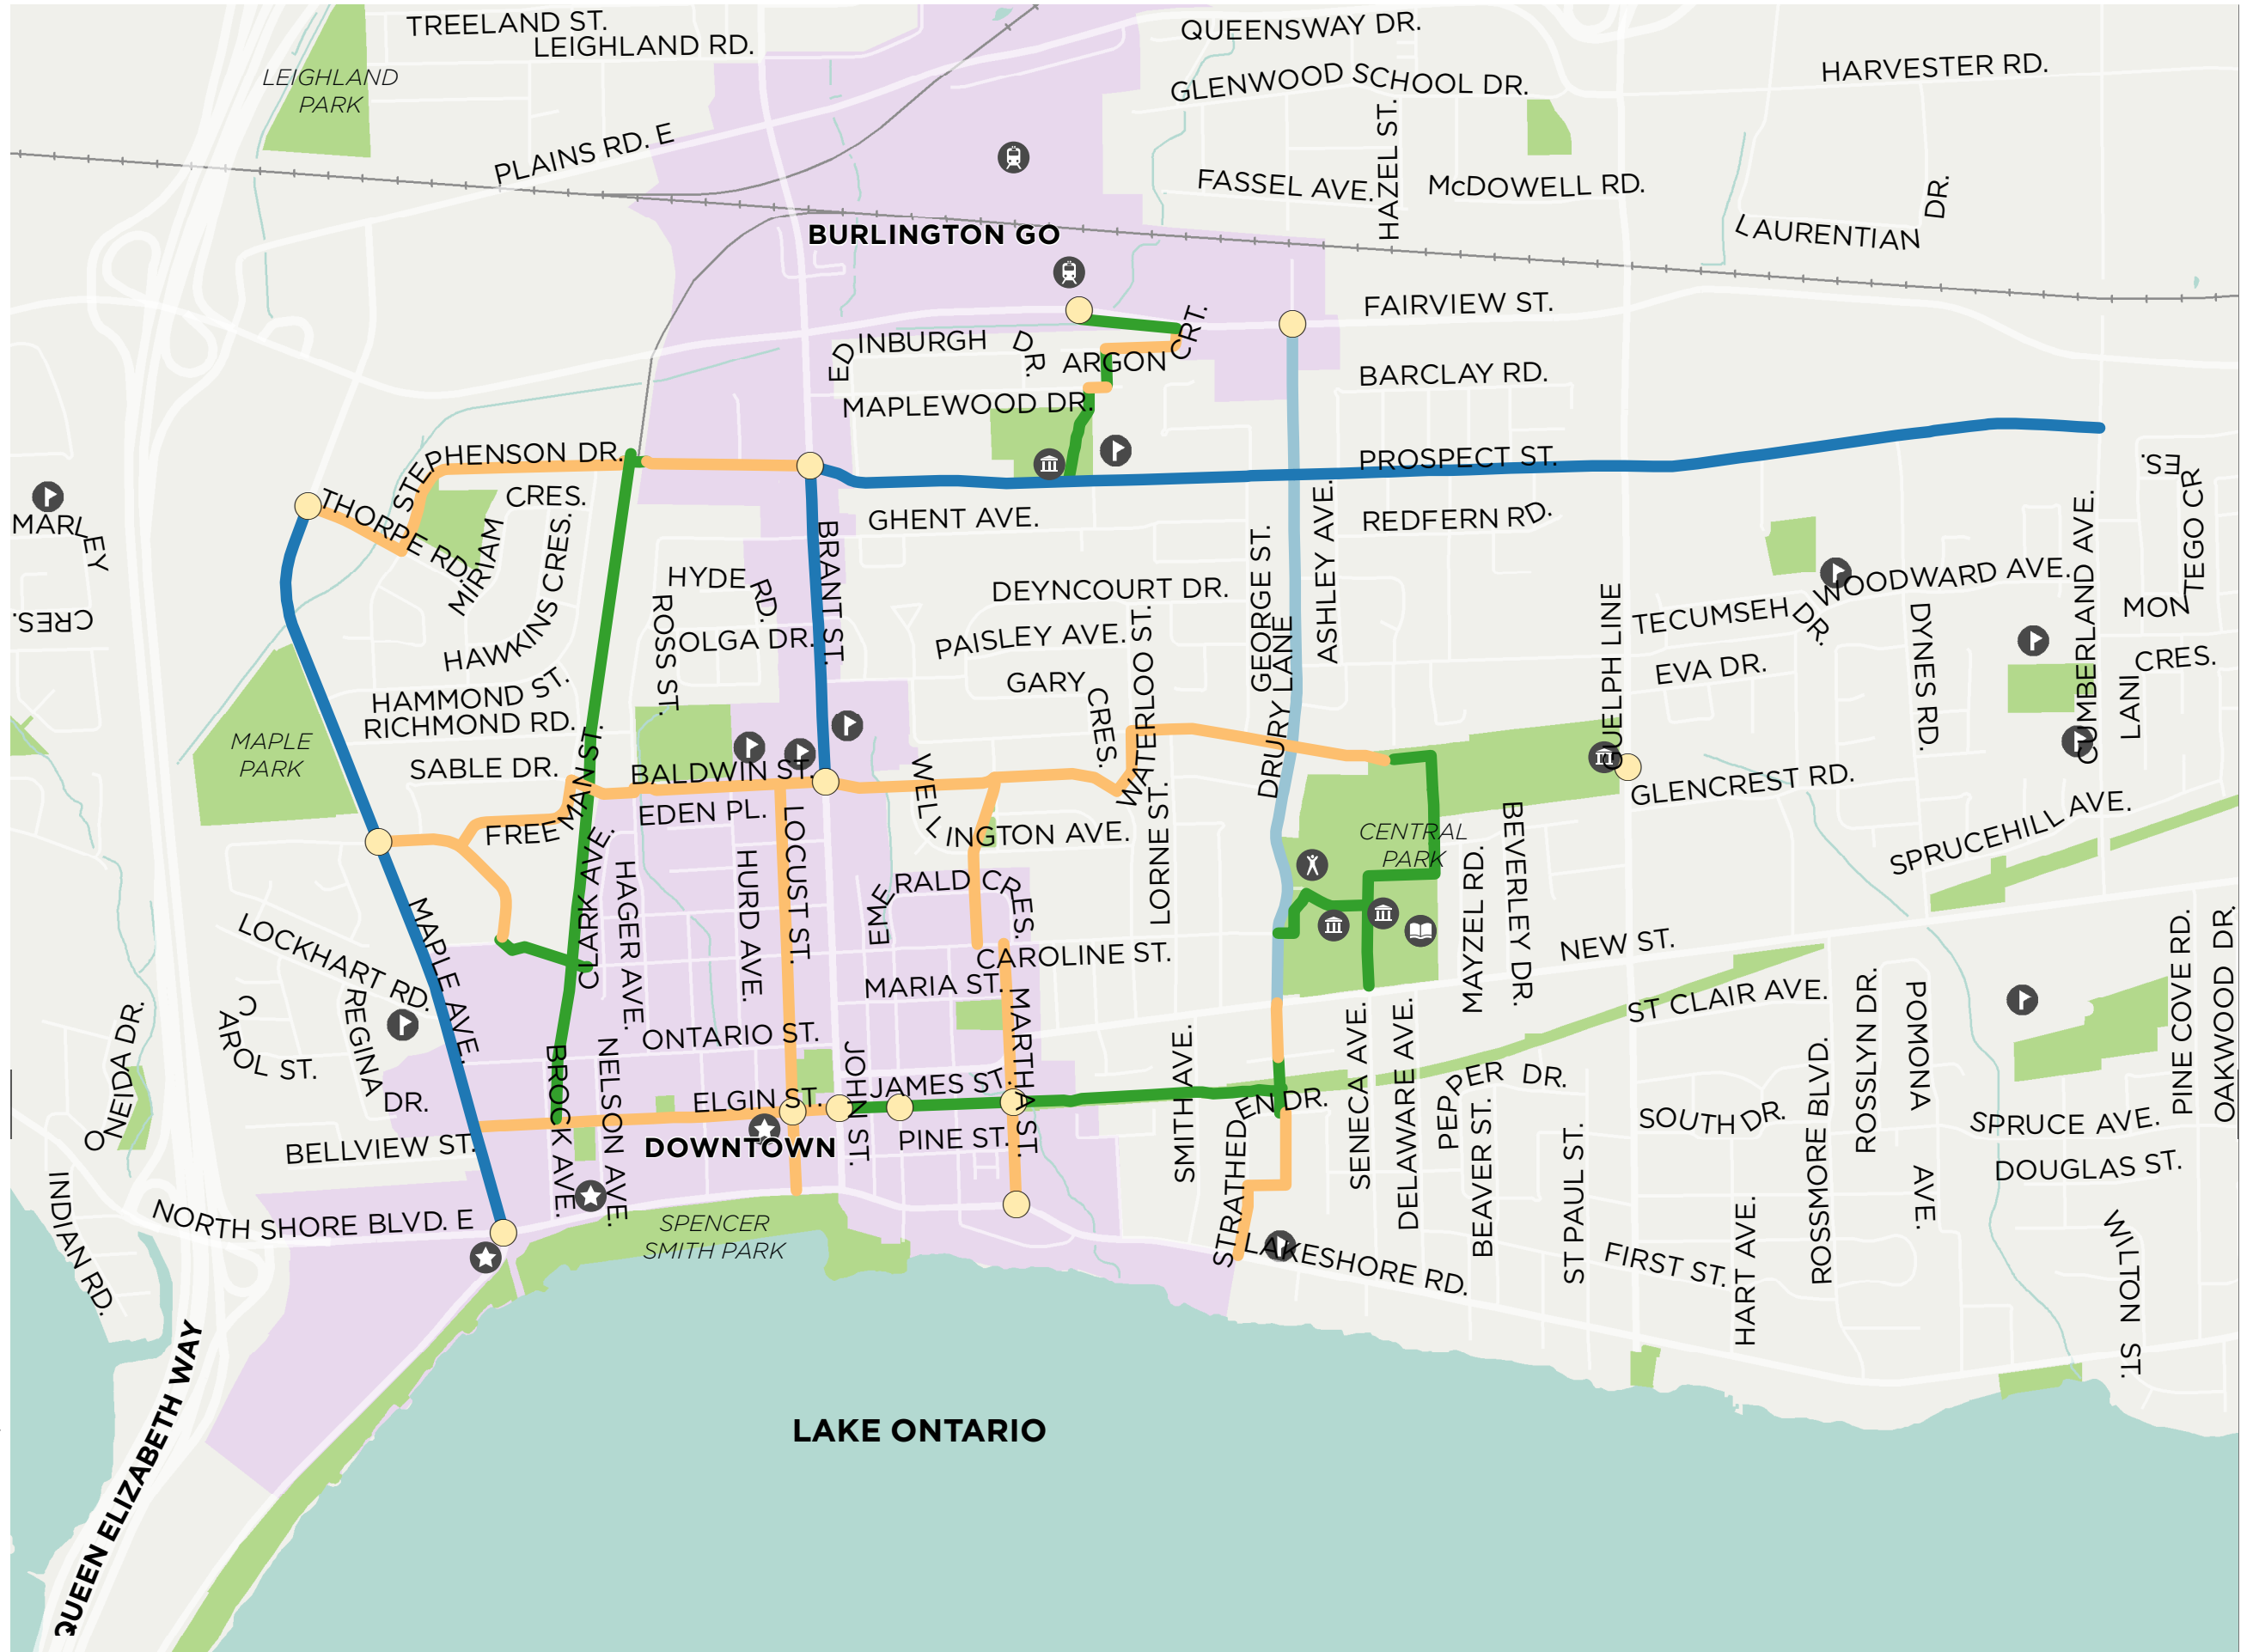 TREELAND ST.
LEIGHLAND RD.
QUEENSWAY DR.
LEIGHLAND
PARK
GLENWOOD SCHOOL DR.
HARVESTER RD.
PLAINS RD. E
HAZEL ST.
FASSEL AVE.
McDOWELL RD.
LAURENTIAN DR.
BURLINGTON GO
FAIRVIEW ST.
EDINBURGH DR.
ARGON CRT.
BARCLAY RD.
MAPLEWOOD DR.
STEPHENSON DR.
PROSPECT ST.
CRES.
MARLEY
CRES.
THORPE RD.
MIRIAM
CRES.
HAWKINS CRES.
GHENT AVE.
REDFERN RD.
BRANT ST.
GEORGE ST.
ASHLEY AVE.
HYDE RD.
ROSS ST.
OLGA DR.
DEYNCOURT DR.
PAISLEY AVE.
GARY CRES.
WATERLOO ST.
DRURY LANE
GUELPH LINE
TECUMSEH DR.
WOODWARD AVE.
EVA DR.
DYNES RD.
CUMBERLAND AVE.
MONTEGO CRES.
LANI CRES.
HAMMOND ST.
RICHMOND RD.
MAPLE
PARK
SABLE DR.
FREEMAN ST.
BALDWIN ST.
EDEN PL.
WELLINGTON AVE.
LORNE ST.
GLENCREST RD.
SPRUCEHILL AVE.
CENTRAL
PARK
MAYZEL RD.
BEVERLEY DR.
LOCUST ST.
HURD AVE.
HAGER AVE.
CLARK AVE.
EMERALD CRES.
LOCKHART RD.
MAPLE AVE.
CAROLINE ST.
MARIA ST.
NEW ST.
CAROL ST.
REGINA DR.
ONEIDA DR.
ONTARIO ST.
MARTHA ST.
ST CLAIR AVE.
ROSSLYN DR.
POMONA AVE.
PINE COVE RD.
OAKWOOD DR.
BROCK AVE.
NELSON AVE.
JOHN ST.
JAMES ST.
ELGIN ST.
SMITH AVE.
SENECA AVE.
DELAWARE AVE.
PEPPER DR.
STRATHEDEN DR.
BEAVER ST.
ST PAUL ST.
SOUTH DR.
ROSSMORE BLVD.
SPRUCE AVE.
DOUGLAS ST.
BELLVIEW ST.
DOWNTOWN
PINE ST.
INDIAN RD.
NORTH SHORE BLVD. E
SPENCER
SMITH PARK
LAKESHORE RD.
FIRST ST.
HART AVE.
WILTON ST.
QUEEN ELIZABETH WAY
LAKE ONTARIO